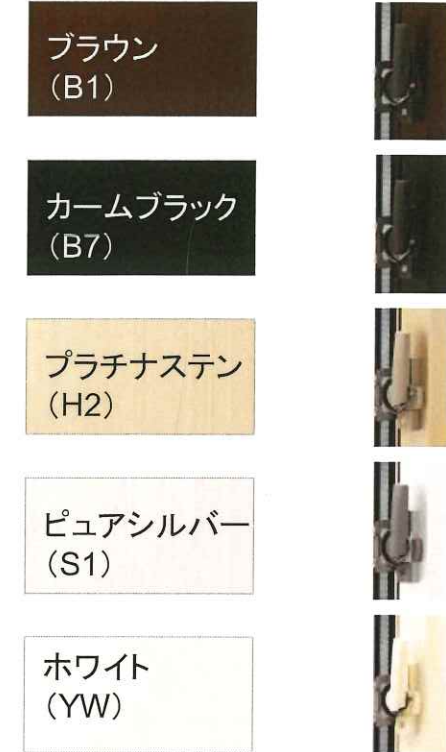 ブラウン
（B1）
カームブラック
（B7）
プラチナステン
（H2）
ピュアシルバー
（S1）
ホワイト
（YW）